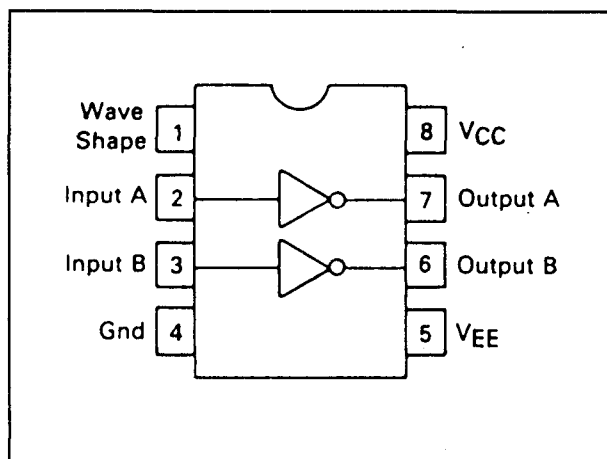 Wave
Shape 1
8 VCC
Input A 2
7 Output A
Input B 3
6 Output B
Gnd 4
5 VEE